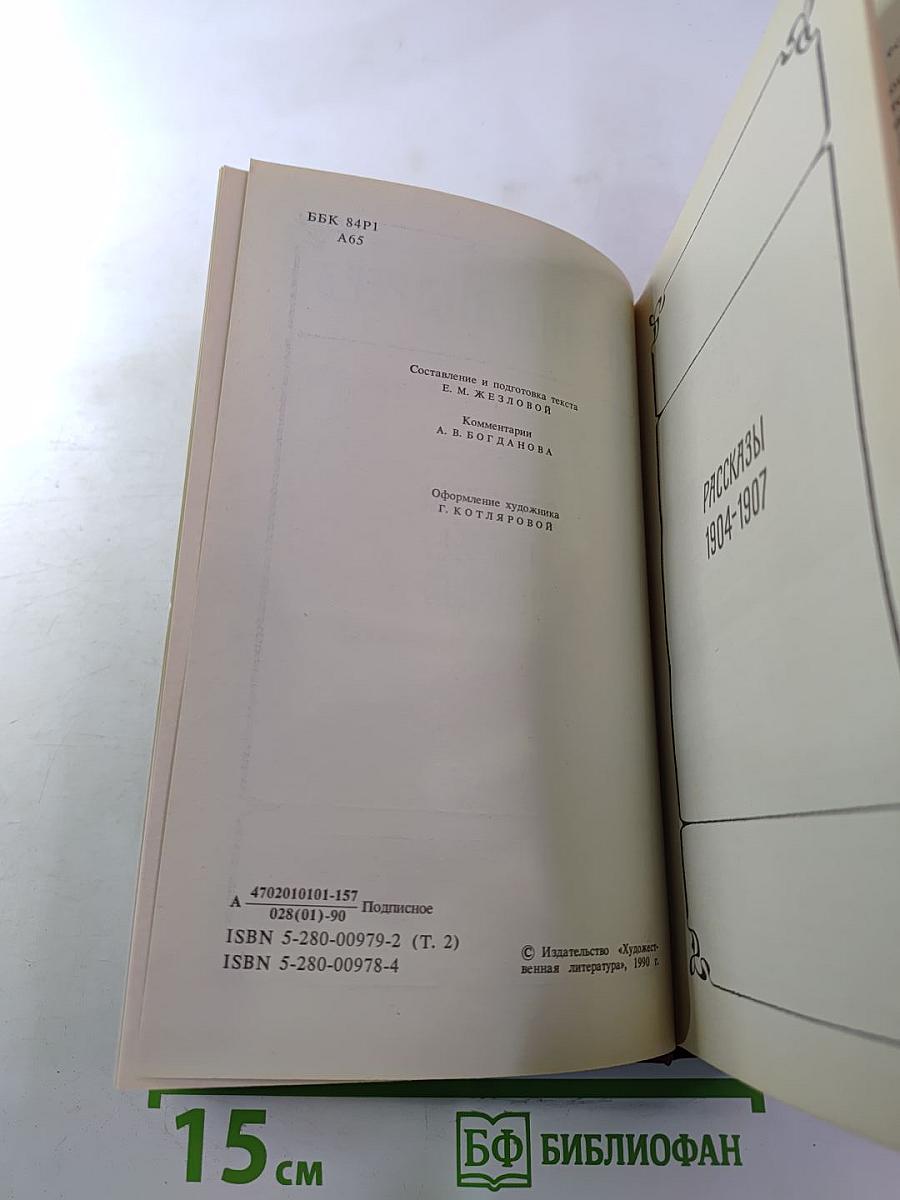 ББК 84Р1
А65
Составление и подготовка текста
Е. М. ЖЕЗЛОВОЙ
Комментарии
А. В. БОГДАНОВА
Оформление художника
Г. КОТЛЯРОВОЙ
А 4702010101-157
028(01)-90 Подписное
ISBN 5-280-00979-2 (Т. 2)
ISBN 5-280-00978-4
© Издательство «Художест-
венная литература», 1990 г.
РАССКАЗЫ
1904-1907
15 см
БФ БИБЛИОФАН